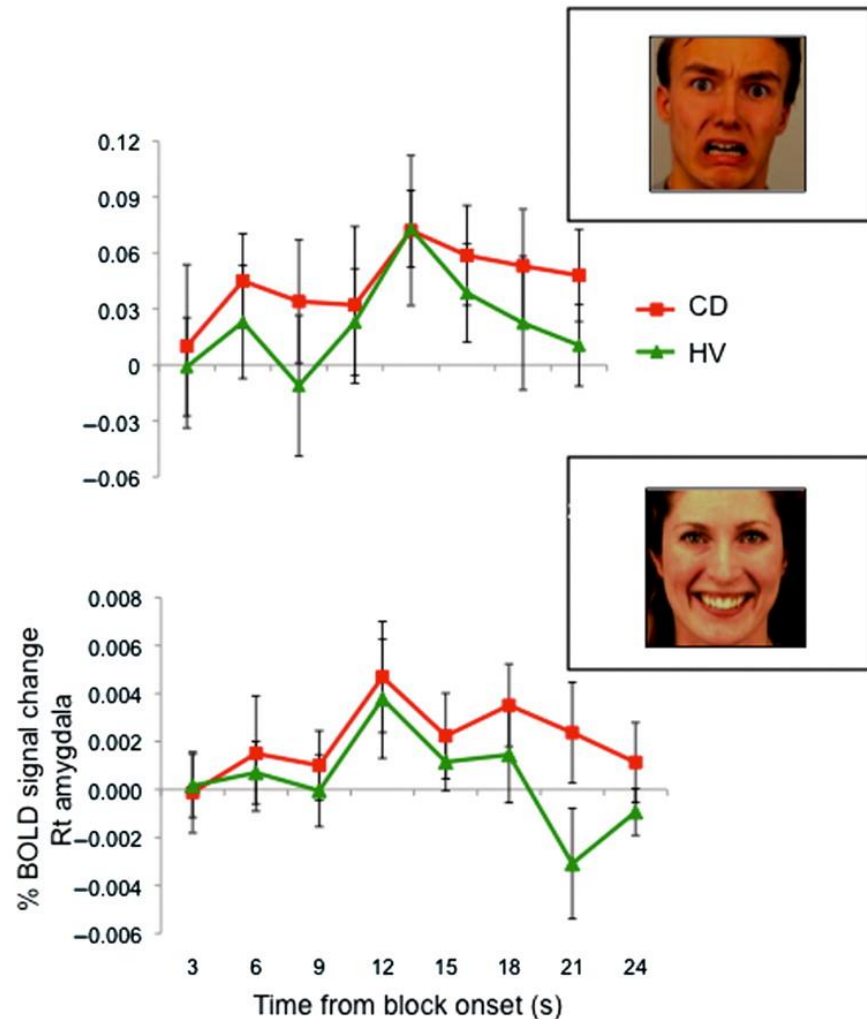 0.12
0.09
0.06
0.03
0
−0.03
−0.06
CD
HV
% BOLD signal change
Rt amygdala
0.008
0.006
0.004
0.002
0.000
−0.002
−0.004
−0.006
3 6 9 12 15 18 21 24
Time from block onset (s)